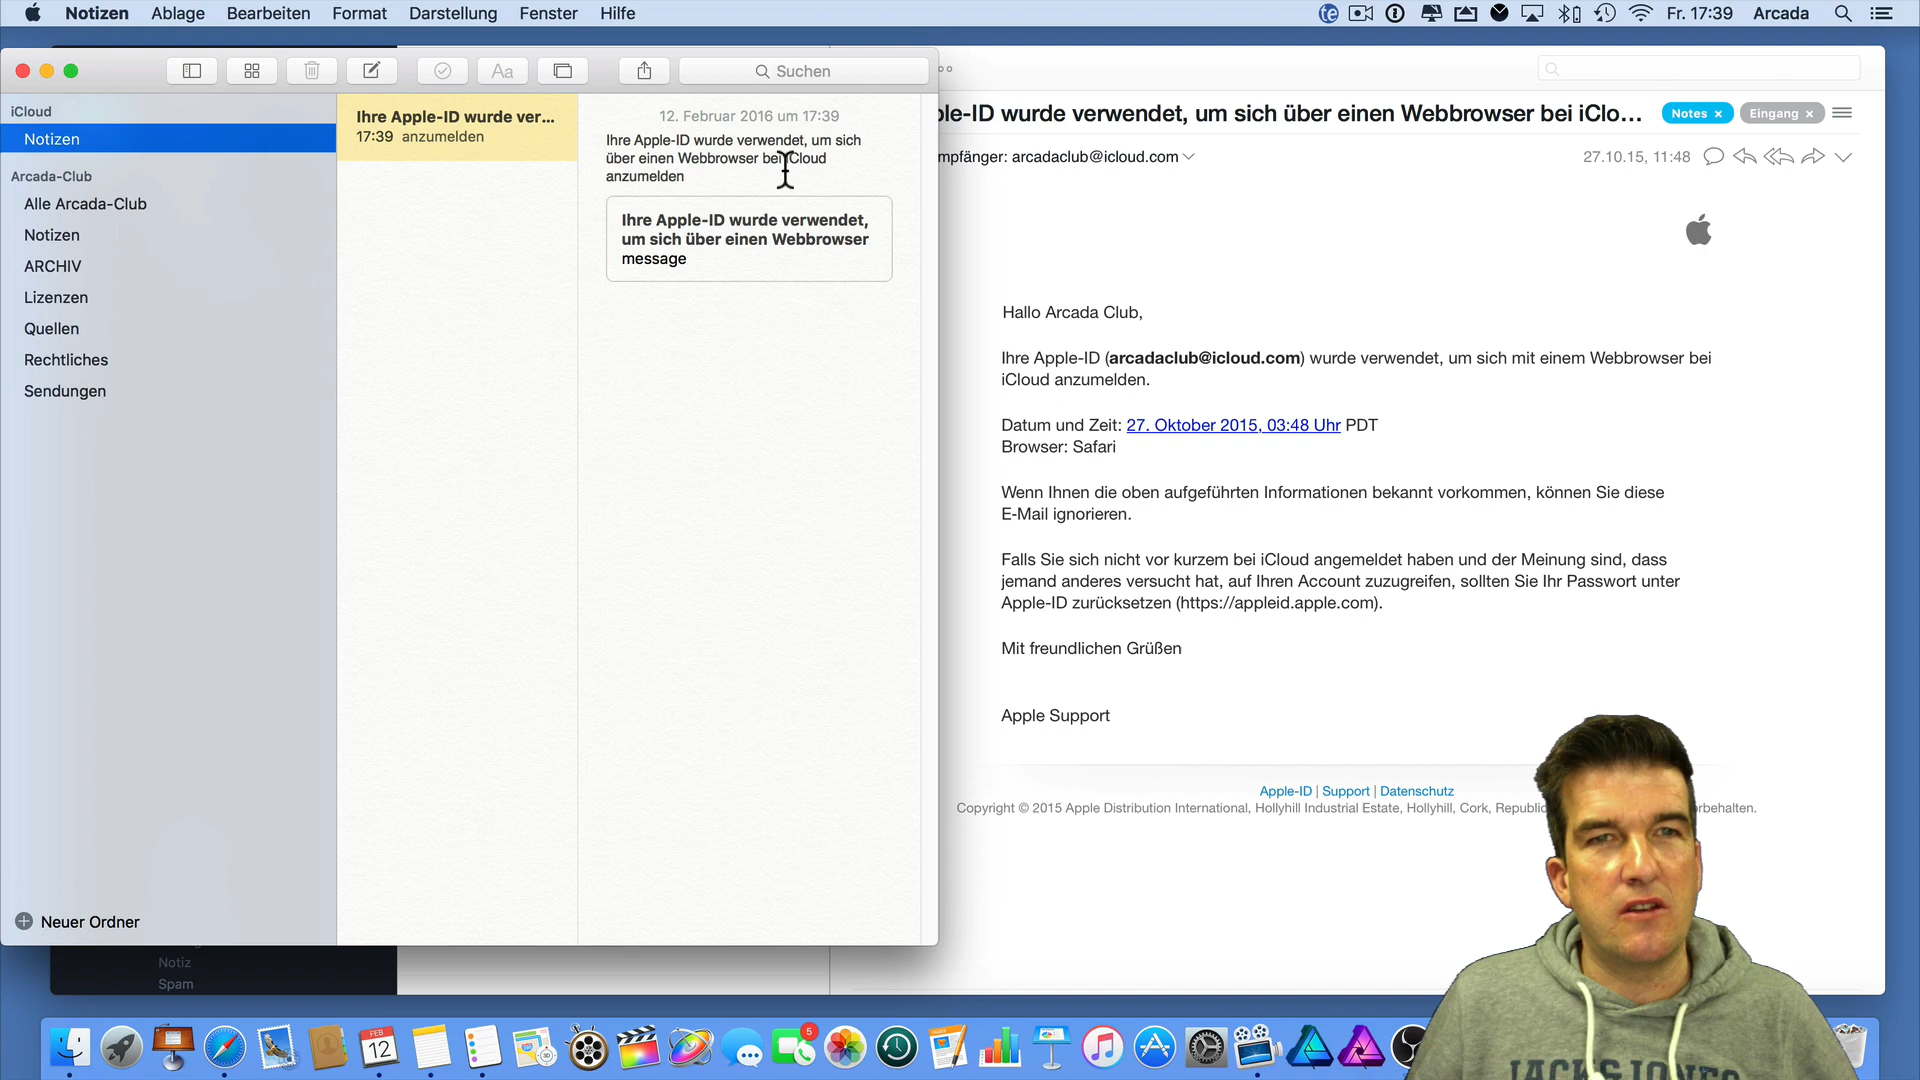 Notizen Ablage Bearbeiten Format Darstellung Fenster Hilfe
Fr. 17:39 Arcada
Aa
Suchen
iCloud
Notizen
Arcada-Club
Alle Arcada-Club
Notizen
ARCHIV
Lizenzen
Quellen
Rechtliches
Sendungen
Neuer Ordner
Ihre Apple-ID wurde ver...
17:39 anzumelden
12. Februar 2016 um 17:39
Ihre Apple-ID wurde verwendet, um sich
über einen Webbrowser bei iCloud
anzumelden
Ihre Apple-ID wurde verwendet,
um sich über einen Webbrowser
message
ple-ID wurde verwendet, um sich über einen Webbrowser bei iClo...
Notes ×
Eingang ×
mpfänger: arcadaclub@icloud.com
27.10.15, 11:48
Hallo Arcada Club,
Ihre Apple-ID (arcadaclub@icloud.com) wurde verwendet, um sich mit einem Webbrowser bei
iCloud anzumelden.
Datum und Zeit: 27. Oktober 2015, 03:48 Uhr PDT
Browser: Safari
Wenn Ihnen die oben aufgeführten Informationen bekannt vorkommen, können Sie diese
E-Mail ignorieren.
Falls Sie sich nicht vor kurzem bei iCloud angemeldet haben und der Meinung sind, dass
jemand anderes versucht hat, auf Ihren Account zuzugreifen, sollten Sie Ihr Passwort unter
Apple-ID zurücksetzen (https://appleid.apple.com).
Mit freundlichen Grüßen
Apple Support
Apple-ID | Support | Datenschutz
Copyright © 2015 Apple Distribution International, Hollyhill Industrial Estate, Hollyhill, Cork, Republi
rbehalten.
Notiz
Spam
FEB
12
5
JACK & JONES